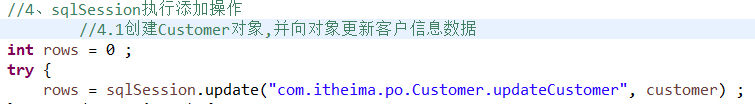 //4、sqlSession执行添加操作
//4.1创建Customer对象,并向对象更新客户信息数据
int rows = 0 ;
try {
rows = sqlSession.update("com.itheima.po.Customer.updateCustomer", customer) ;